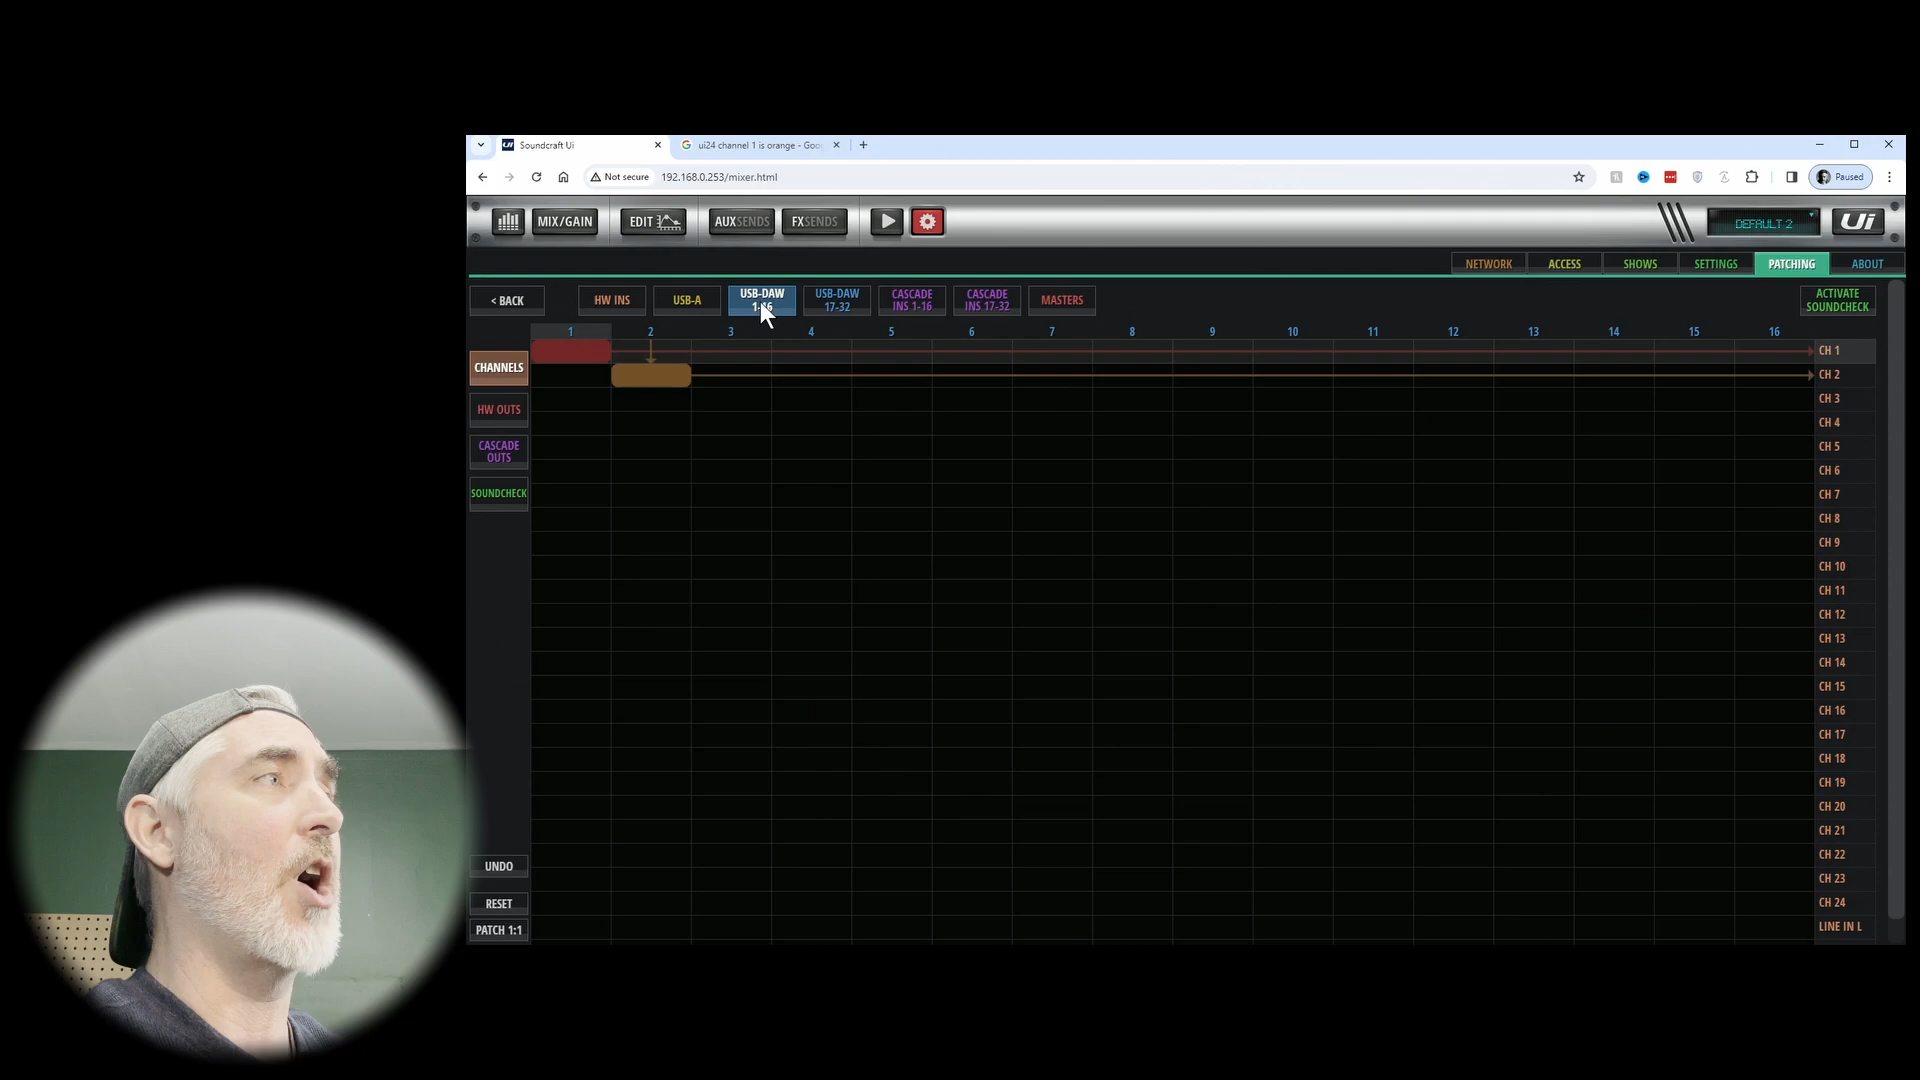 Soundcraft Ui
ui24 channel 1 is orange - Goo
Not secure
192.168.0.253/mixer.html
Paused
MIX/GAIN
EDIT
AUXSENDS
FXSENDS
DEFAULT 2
Ui
NETWORK
ACCESS
SHOWS
SETTINGS
PATCHING
ABOUT
< BACK
HW INS
USB-A
USB-DAW
1-16
USB-DAW
17-32
CASCADE
INS 1-16
CASCADE
INS 17-32
MASTERS
ACTIVATE
SOUNDCHECK
1 2 3 4 5 6 7 8 9 10 11 12 13 14 15 16
CHANNELS
HW OUTS
CASCADE
OUTS
SOUNDCHECK
UNDO
RESET
PATCH 1:1
CH 1
CH 2
CH 3
CH 4
CH 5
CH 6
CH 7
CH 8
CH 9
CH 10
CH 11
CH 12
CH 13
CH 14
CH 15
CH 16
CH 17
CH 18
CH 19
CH 20
CH 21
CH 22
CH 23
CH 24
LINE IN L